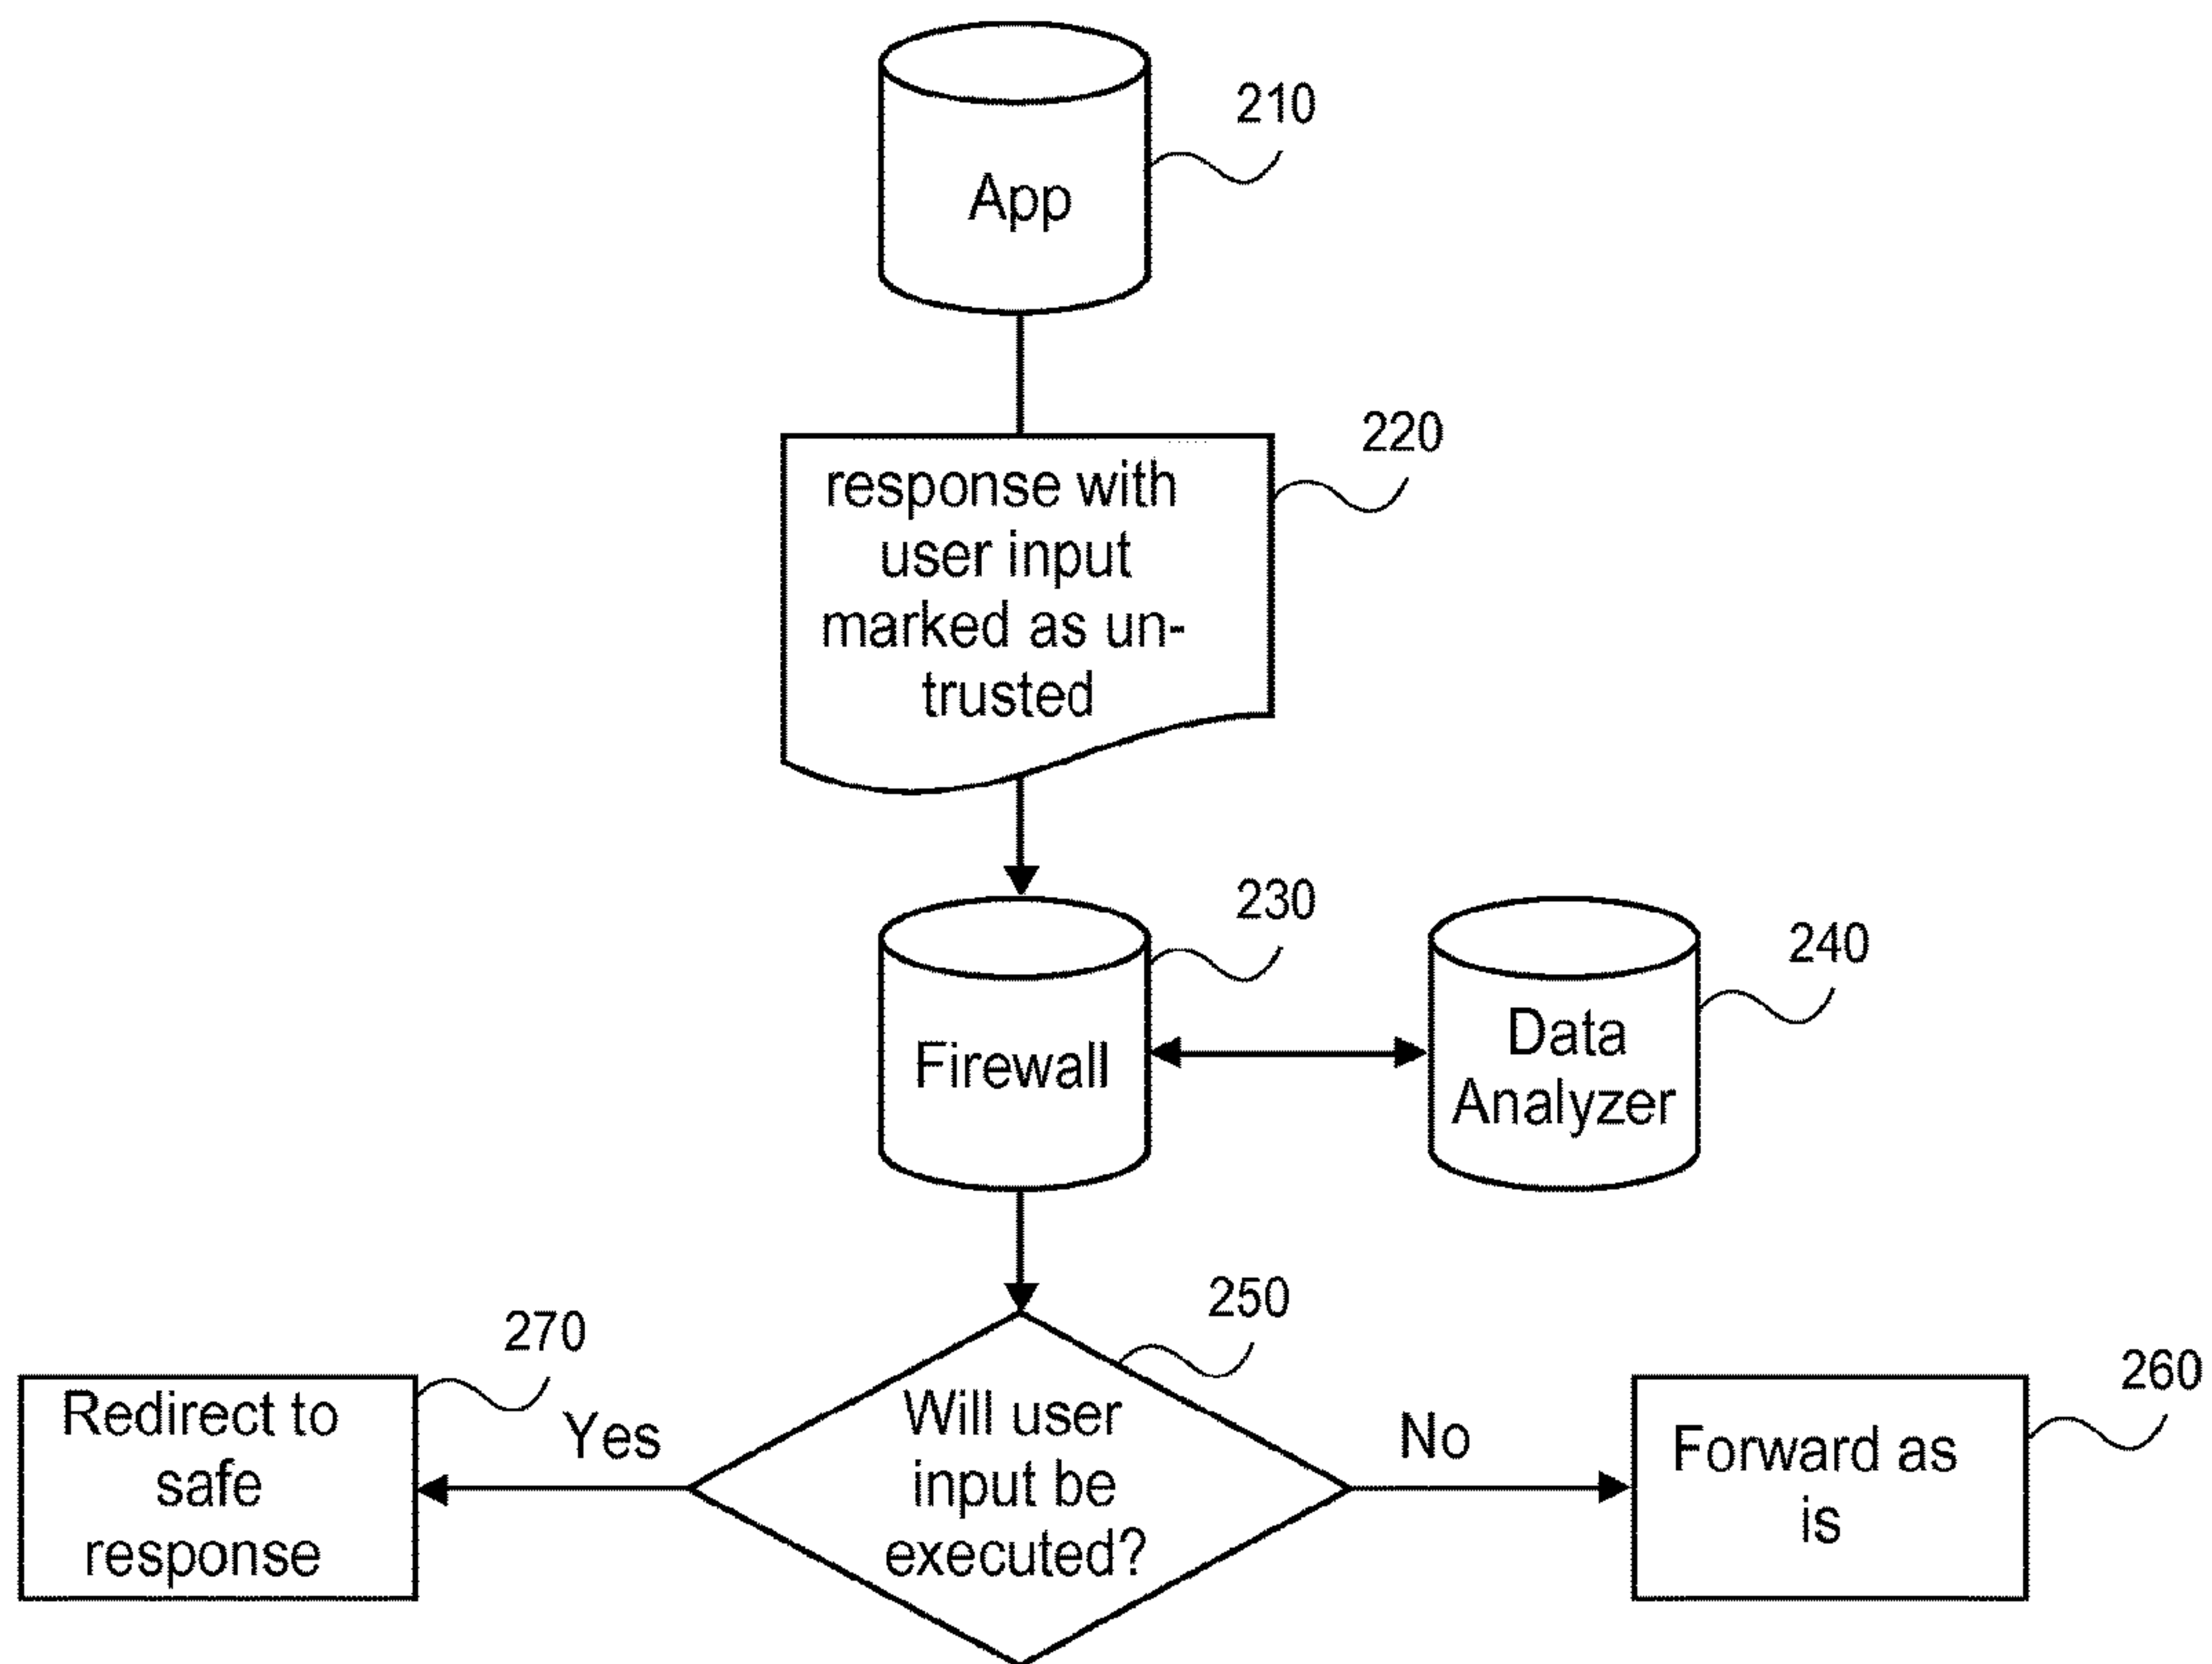 210
App
220
response with
user input
marked as un-
trusted
230
240
Firewall
Data
Analyzer
250
270
260
Redirect to
safe
response
Yes
Will user
input be
executed?
No
Forward as
is